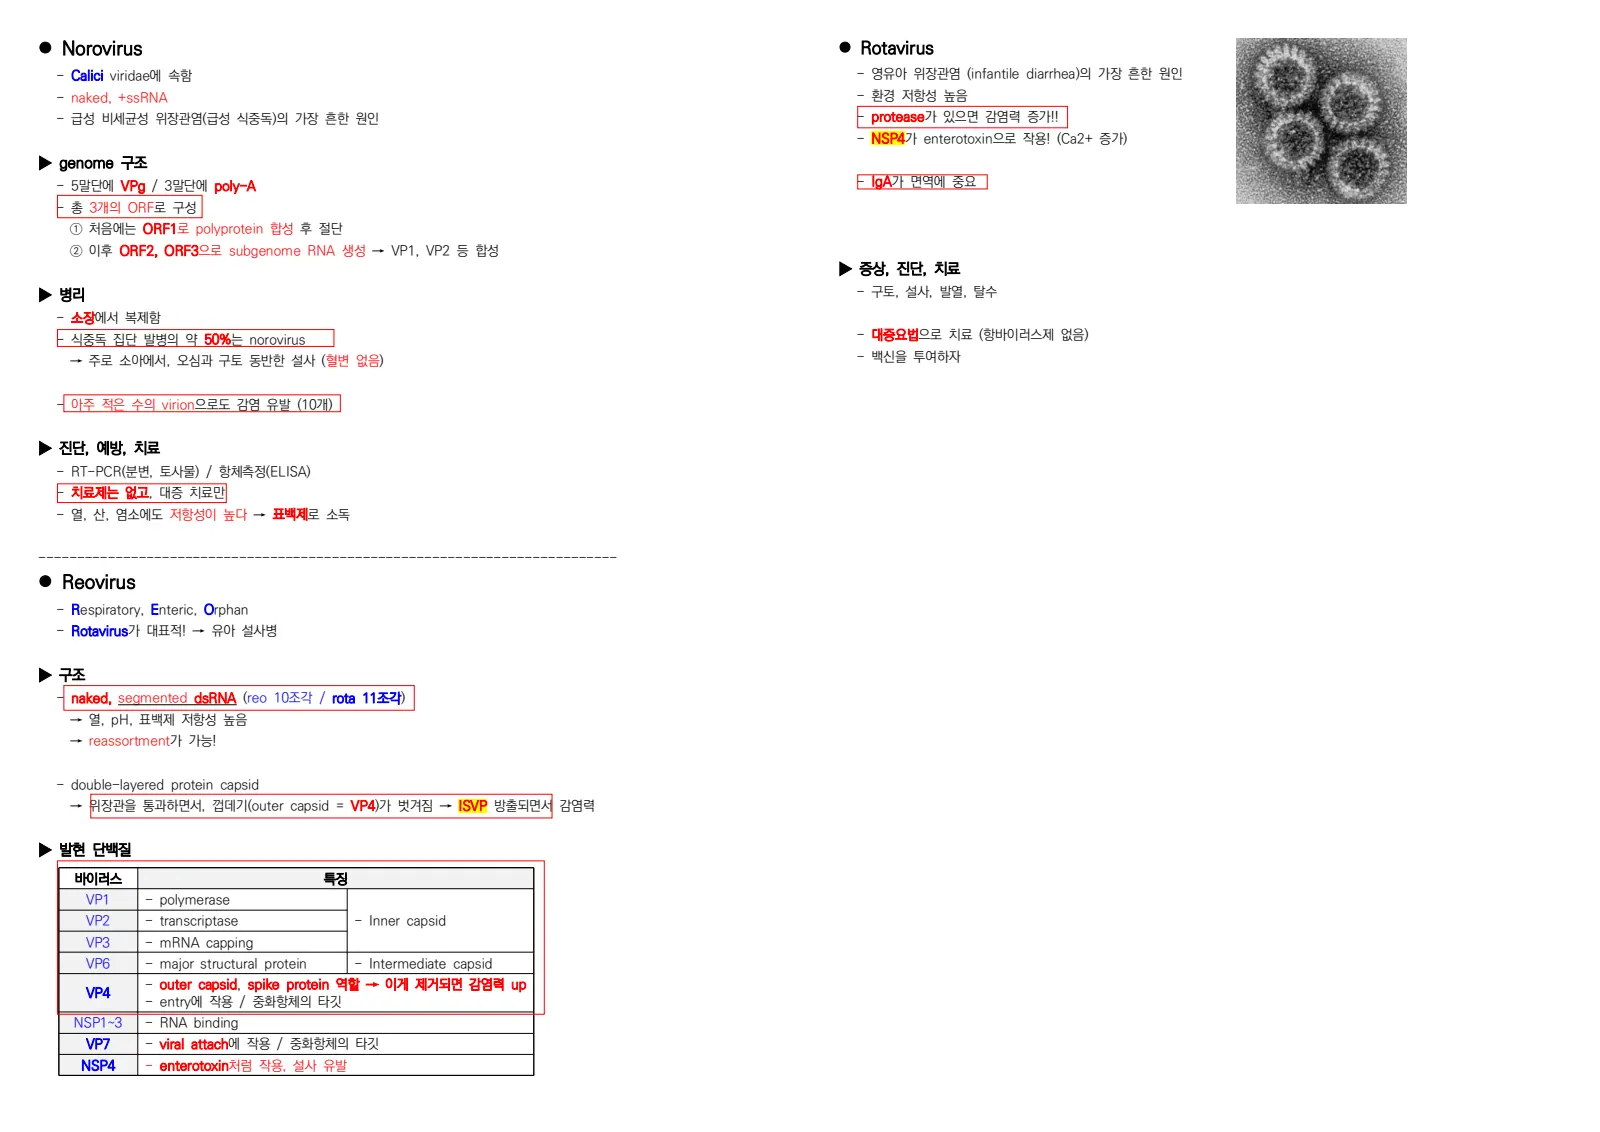 ● Norovirus
- Calici viridae에 속함
- naked, +ssRNA
- 급성 비세균성 위장관염(급성 식중독)의 가장 흔한 원인
▶ genome 구조
- 5말단에 VPg / 3말단에 poly-A
- 총 3개의 ORF로 구성
① 처음에는 ORF1로 polyprotein 합성 후 절단
② 이후 ORF2, ORF3으로 subgenome RNA 생성 → VP1, VP2 등 합성
▶ 병리
- 소장에서 복제함
- 식중독 집단 발병의 약 50%는 norovirus
→ 주로 소아에서, 오심과 구토 동반한 설사 (혈변 없음)
- 아주 적은 수의 virion으로도 감염 유발 (10개)
▶ 진단, 예방, 치료
- RT-PCR(분변, 토사물) / 항체측정(ELISA)
- 치료제는 없고, 대증 치료만
- 열, 산, 염소에도 저항성이 높다 → 표백제로 소독
---------------------------------------------------------------------------
● Reovirus
- Respiratory, Enteric, Orphan
- Rotavirus가 대표적! → 유아 설사병
▶ 구조
- naked, segmented dsRNA (reo 10조각 / rota 11조각)
→ 열, pH, 표백제 저항성 높음
→ reassortment가 가능!
- double-layered protein capsid
→ 위장관을 통과하면서, 껍데기(outer capsid = VP4)가 벗겨짐 → ISVP 방출되면서 감염력
▶ 발현 단백질
바이러스 특징
VP1 - polymerase
VP2 - transcriptase - Inner capsid
VP3 - mRNA capping
VP6 - major structural protein - Intermediate capsid
VP4 - outer capsid, spike protein 역할 → 이게 제거되면 감염력 up
- entry에 작용 / 중화항체의 타깃
NSP1~3 - RNA binding
VP7 - viral attach에 작용 / 중화항체의 타깃
NSP4 - enterotoxin처럼 작용, 설사 유발
● Rotavirus
- 영유아 위장관염 (infantile diarrhea)의 가장 흔한 원인
- 환경 저항성 높음
- protease가 있으면 감염력 증가!!
- NSP4가 enterotoxin으로 작용! (Ca2+ 증가)
- IgA가 면역에 중요
▶ 증상, 진단, 치료
- 구토, 설사, 발열, 탈수
- 대증요법으로 치료 (항바이러스제 없음)
- 백신을 투여하자